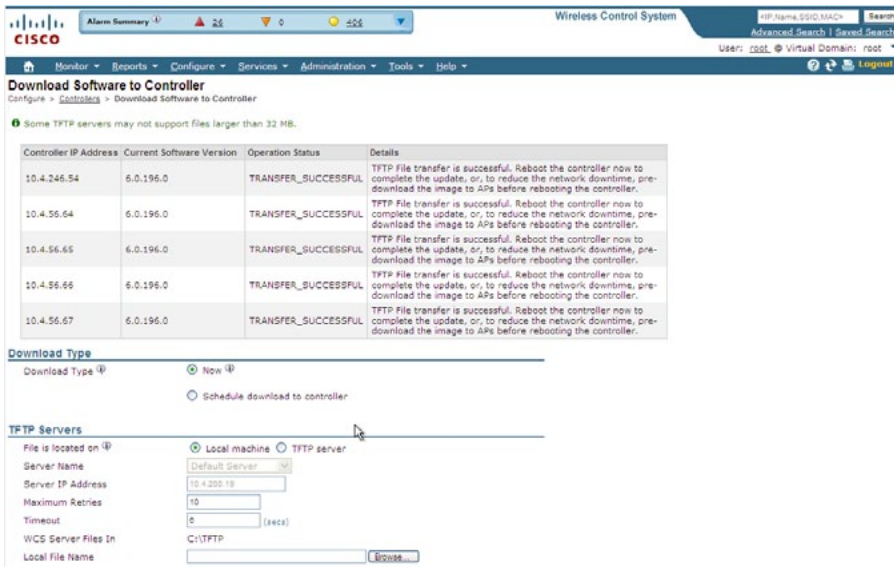 Alarm Summary 26 0 406
Wireless Control System
<IP,Name,SSID,MAC> Search
Advanced Search | Saved Search
CISCO
User: root @ Virtual Domain: root
Monitor Reports Configure Services Administration Tools Help Logout
Download Software to Controller
Configure > Controllers > Download Software to Controller
Some TFTP servers may not support files larger than 32 MB.
Controller IP Address Current Software Version Operation Status Details
10.4.246.54 6.0.196.0 TRANSFER_SUCCESSFUL TFTP File transfer is successful. Reboot the controller now to
complete the update, or, to reduce the network downtime, pre-
download the image to APs before rebooting the controller.
10.4.56.64 6.0.196.0 TRANSFER_SUCCESSFUL TFTP File transfer is successful. Reboot the controller now to
complete the update, or, to reduce the network downtime, pre-
download the image to APs before rebooting the controller.
10.4.56.65 6.0.196.0 TRANSFER_SUCCESSFUL TFTP File transfer is successful. Reboot the controller now to
complete the update, or, to reduce the network downtime, pre-
download the image to APs before rebooting the controller.
10.4.56.66 6.0.196.0 TRANSFER_SUCCESSFUL TFTP File transfer is successful. Reboot the controller now to
complete the update, or, to reduce the network downtime, pre-
download the image to APs before rebooting the controller.
10.4.56.67 6.0.196.0 TRANSFER_SUCCESSFUL TFTP File transfer is successful. Reboot the controller now to
complete the update, or, to reduce the network downtime, pre-
download the image to APs before rebooting the controller.
Download Type
Download Type Now
Schedule download to controller
TFTP Servers
File is located on Local machine TFTP server
Server Name Default Server
Server IP Address 10.4.200.18
Maximum Retries 10
Timeout 6 (secs)
WCS Server Files In C:\TFTP
Local File Name Browse...